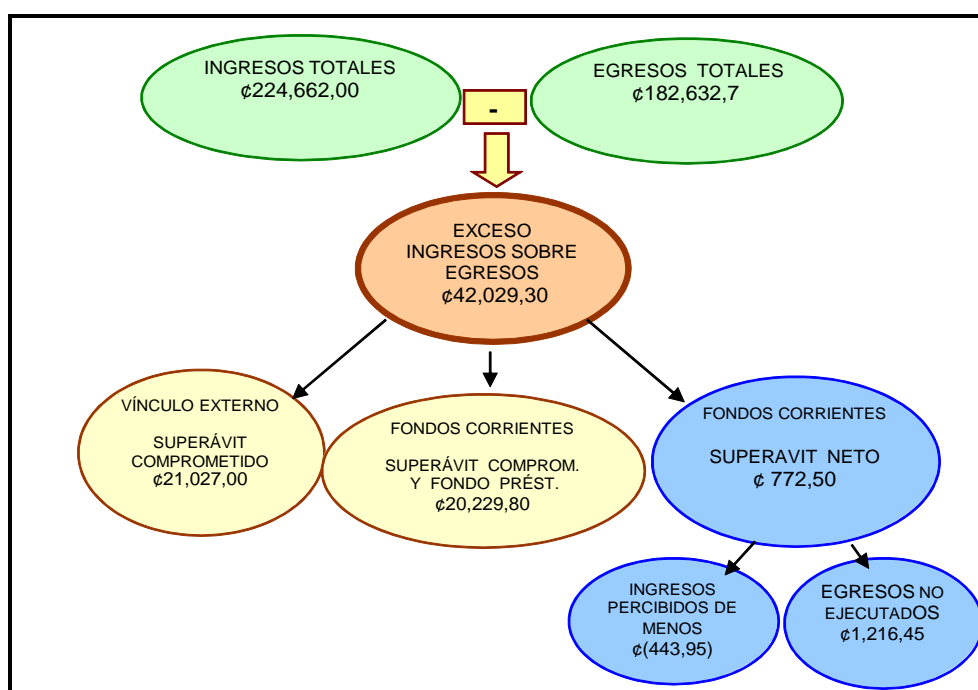 INGRESOS TOTALES
¢224,662,00
EGRESOS TOTALES
¢182,632,7
-
EXCESO
INGRESOS SOBRE
EGRESOS
¢42,029,30
VÍNCULO EXTERNO
SUPERÁVIT
COMPROMETIDO
¢21,027,00
FONDOS CORRIENTES
SUPERÁVIT COMPROM.
Y FONDO PRÉST.
¢20,229,80
FONDOS CORRIENTES
SUPERAVIT NETO
¢ 772,50
INGRESOS
PERCIBIDOS DE
MENOS
¢(443,95)
EGRESOS NO
EJECUTADOS
¢1,216,45